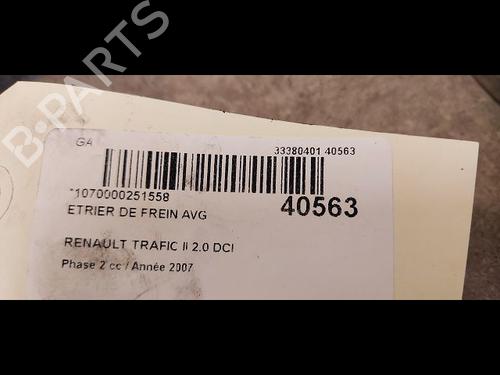 B-PARTS
GA
33380401 40563
*1070000251558
40563
ETRIER DE FREIN AVG
RENAULT TRAFIC II 2.0 DCI
Phase 2 cc / Année 2007